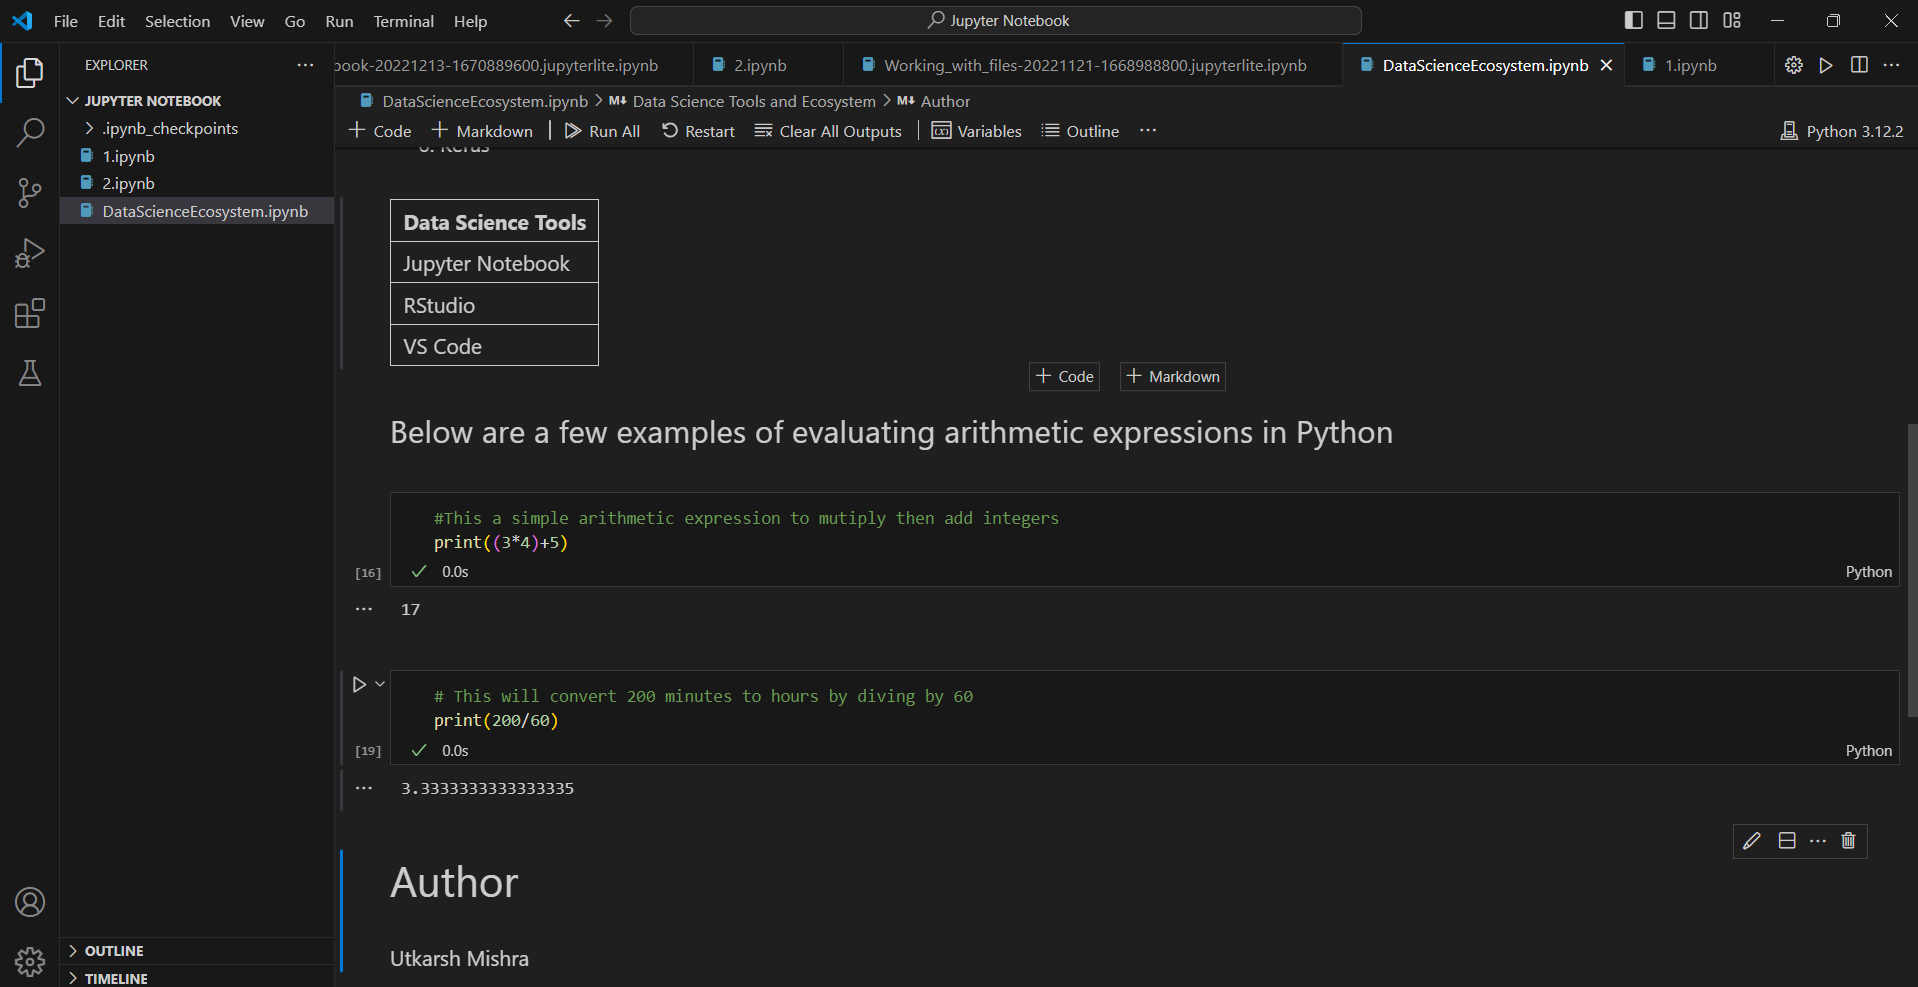 File Edit Selection View Go Run Terminal Help Jupyter Notebook
EXPLORER
JUPYTER NOTEBOOK
.ipynb_checkpoints
1.ipynb
2.ipynb
DataScienceEcosystem.ipynb
OUTLINE
TIMELINE
book-20221213-1670889600.jupyterlite.ipynb 2.ipynb Working_with_files-20221121-1668988800.jupyterlite.ipynb DataScienceEcosystem.ipynb 1.ipynb
DataScienceEcosystem.ipynb > M↓ Data Science Tools and Ecosystem > M↓ Author
+ Code + Markdown | Run All Restart Clear All Outputs | Variables Outline ... Python 3.12.2
Keras
Data Science Tools
Jupyter Notebook
RStudio
VS Code
+ Code + Markdown
Below are a few examples of evaluating arithmetic expressions in Python
#This a simple arithmetic expression to mutiply then add integers
print((3*4)+5)
[16] ✓ 0.0s Python
... 17
# This will convert 200 minutes to hours by diving by 60
print(200/60)
[19] ✓ 0.0s Python
... 3.3333333333333335
Author
Utkarsh Mishra